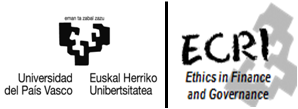 eman ta zabal zazu
Universidad
del País Vasco
Euskal Herriko
Unibertsitatea
ECRI
Ethics in Finance
and Governance